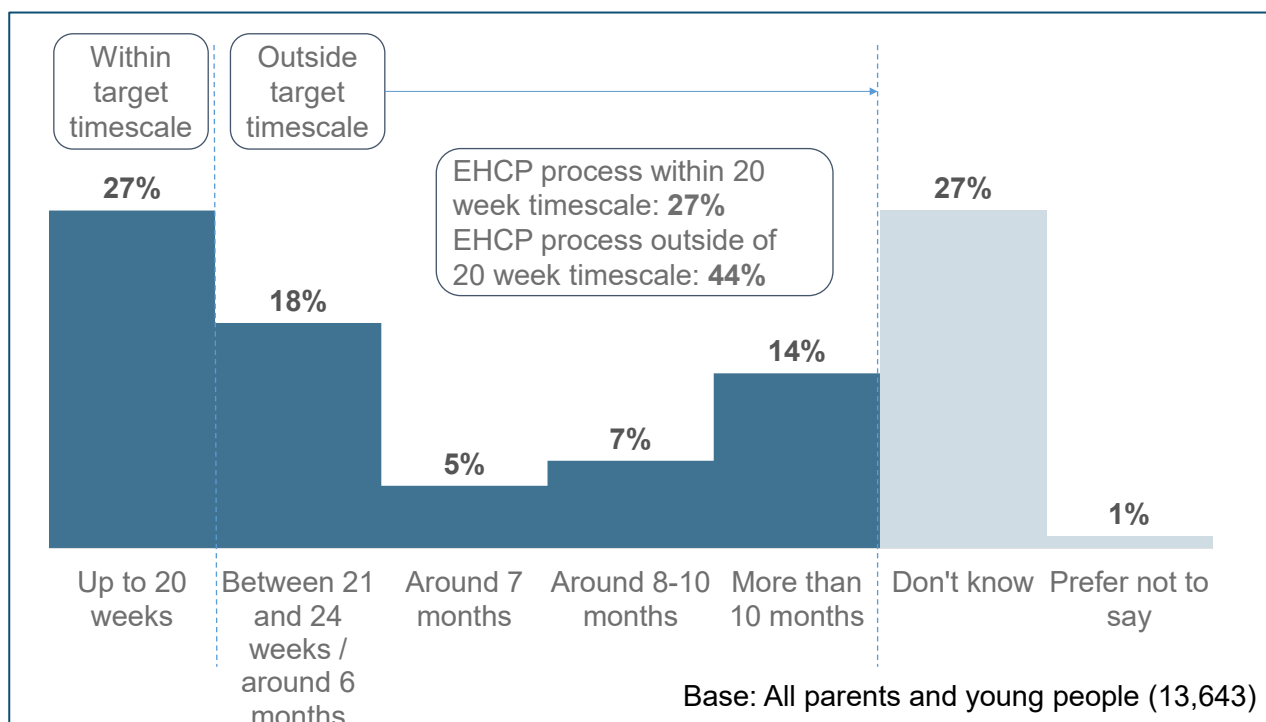 Within
target
timescale
Outside
target
timescale
EHCP process within 20
week timescale: 27%
EHCP process outside of
20 week timescale: 44%
27%
18%
5%
7%
14%
27%
1%
Up to 20
weeks
Between 21
and 24
weeks /
around 6
months
Around 7
months
Around 8-10
months
More than
10 months
Don't know
Prefer not to
say
Base: All parents and young people (13,643)